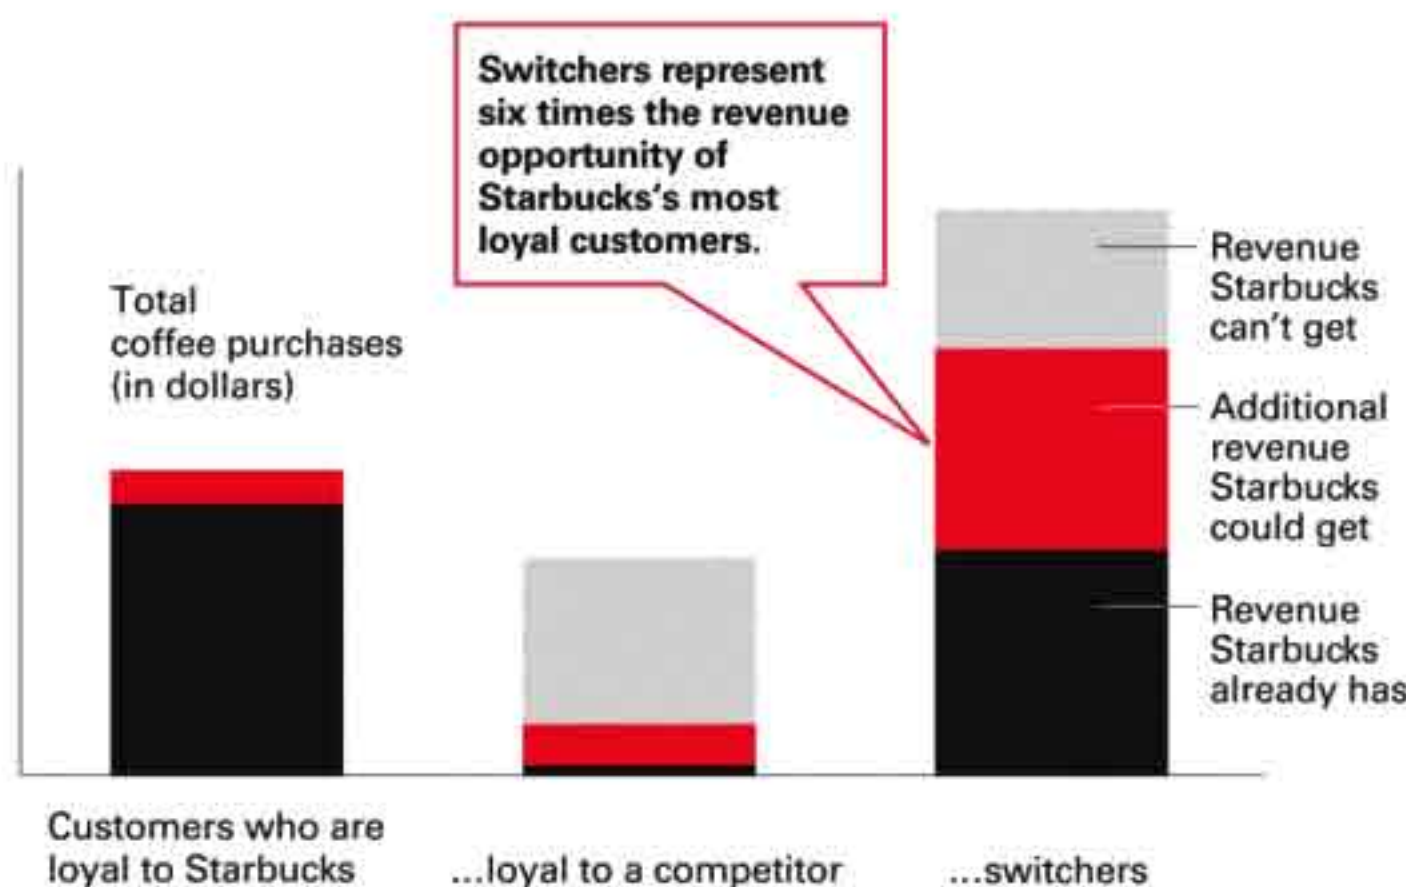 Switchers represent
six times the revenue
opportunity of
Starbucks's most
loyal customers.
Total
coffee purchases
(in dollars)
Revenue
Starbucks
can't get
Additional
revenue
Starbucks
could get
Revenue
Starbucks
already has
Customers who are
loyal to Starbucks
...loyal to a competitor
...switchers